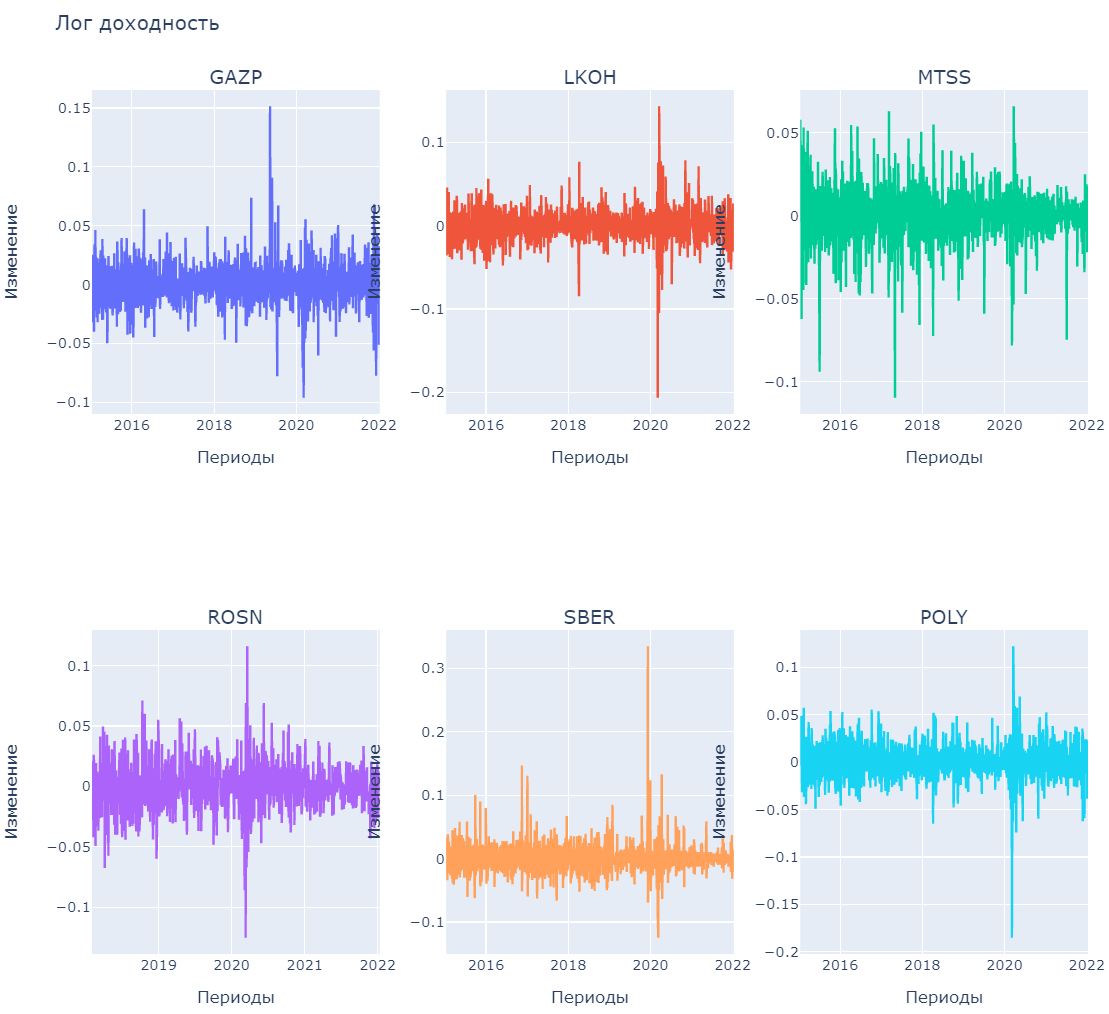 Лог доходность
GAZP
LKOH
MTSS
0.15
0.1
0.05
0
−0.05
−0.1
Изменение
2016
2018
2020
2022
Периоды
0.1
0
−0.1
−0.2
Изменение
2016
2018
2020
2022
Периоды
0.05
0
−0.05
−0.1
Изменение
2016
2018
2020
2022
Периоды
ROSN
SBER
POLY
0.1
0.05
0
−0.05
−0.1
Изменение
2019
2020
2021
2022
Периоды
0.3
0.2
0.1
0
−0.1
Изменение
2016
2018
2020
2022
Периоды
0.1
0.05
0
−0.05
−0.1
−0.15
−0.2
Изменение
2016
2018
2020
2022
Периоды